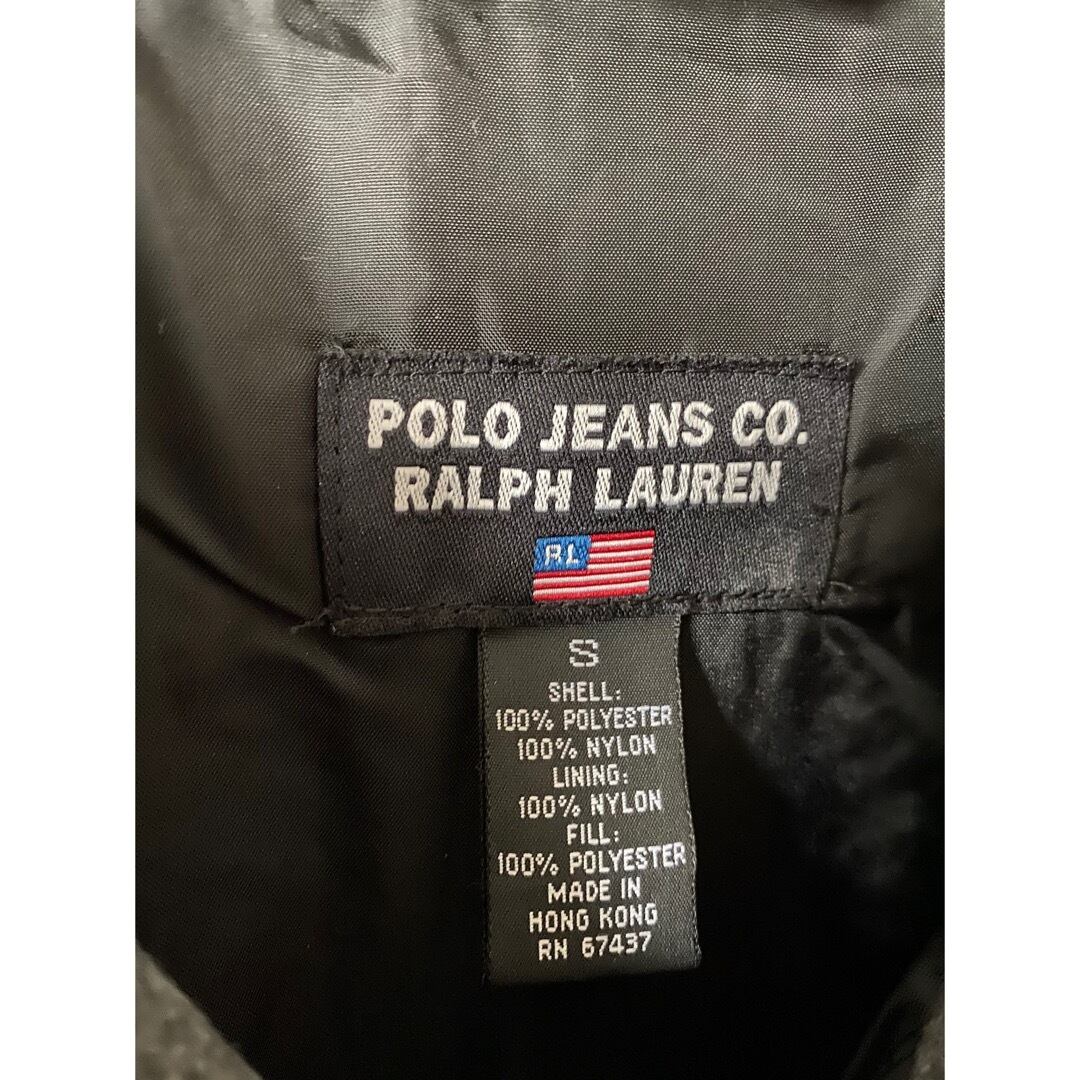 POLO JEANS CO.
RALPH LAUREN
RL
S
SHELL:
100% POLYESTER
100% NYLON
LINING:
100% NYLON
FILL:
100% POLYESTER
MADE IN
HONG KONG
RN 67437